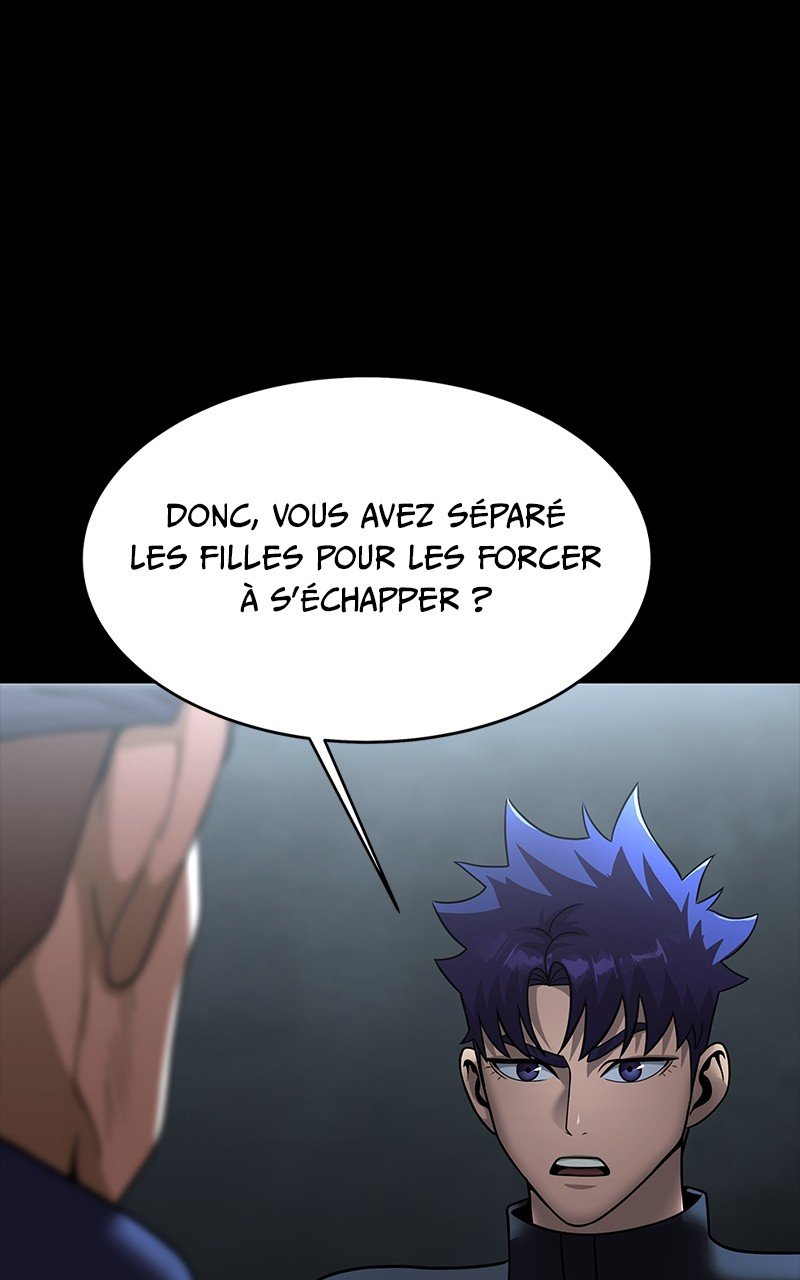 DONC, VOUS AVEZ SÉPARÉ
LES FILLES POUR LES FORCER
À S'ÉCHAPPER ?